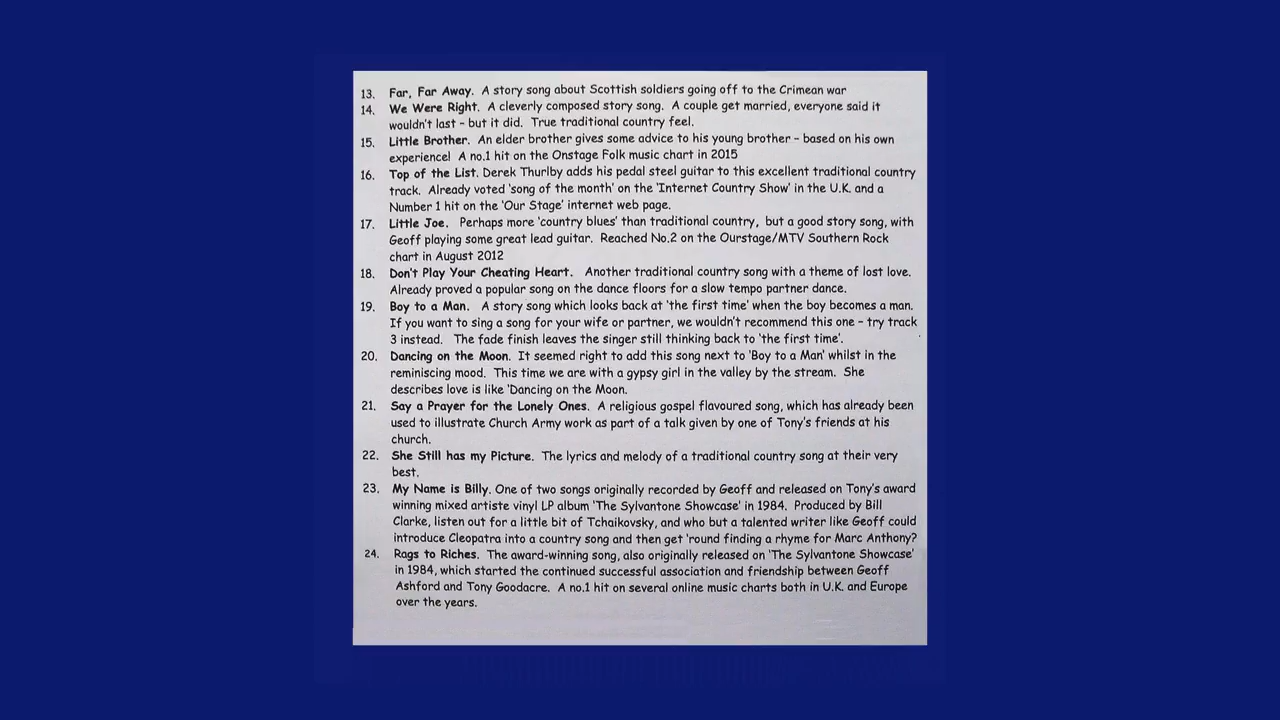 13. Far, Far Away. A story song about Scottish soldiers going off to the Crimean war
14. We Were Right. A cleverly composed story song. A couple get married, everyone said it
wouldn't last – but it did. True traditional country feel.
15. Little Brother. An elder brother gives some advice to his young brother – based on his own
experience! A no.1 hit on the Onstage Folk music chart in 2015
16. Top of the List. Derek Thurlby adds his pedal steel guitar to this excellent traditional country
track. Already voted 'song of the month' on the 'Internet Country Show' in the U.K. and a
Number 1 hit on the 'Our Stage' internet web page.
17. Little Joe. Perhaps more 'country blues' than traditional country, but a good story song, with
Geoff playing some great lead guitar. Reached No.2 on the Ourstage/MTV Southern Rock
chart in August 2012
18. Don't Play Your Cheating Heart. Another traditional country song with a theme of lost love.
Already proved a popular song on the dance floors for a slow tempo partner dance.
19. Boy to a Man. A story song which looks back at 'the first time' when the boy becomes a man.
If you want to sing a song for your wife or partner, we wouldn't recommend this one – try track
3 instead. The fade finish leaves the singer still thinking back to 'the first time'.
20. Dancing on the Moon. It seemed right to add this song next to 'Boy to a Man' whilst in the
reminiscing mood. This time we are with a gypsy girl in the valley by the stream. She
describes love is like 'Dancing on the Moon.
21. Say a Prayer for the Lonely Ones. A religious gospel flavoured song, which has already been
used to illustrate Church Army work as part of a talk given by one of Tony's friends at his
church.
22. She Still has my Picture. The lyrics and melody of a traditional country song at their very
best.
23. My Name is Billy. One of two songs originally recorded by Geoff and released on Tony's award
winning mixed artiste vinyl LP album 'The Sylvantone Showcase' in 1984. Produced by Bill
Clarke, listen out for a little bit of Tchaikovsky, and who but a talented writer like Geoff could
introduce Cleopatra into a country song and then get 'round finding a rhyme for Marc Anthony?
24. Rags to Riches. The award-winning song, also originally released on 'The Sylvantone Showcase'
in 1984, which started the continued successful association and friendship between Geoff
Ashford and Tony Goodacre. A no.1 hit on several online music charts both in U.K. and Europe
over the years.